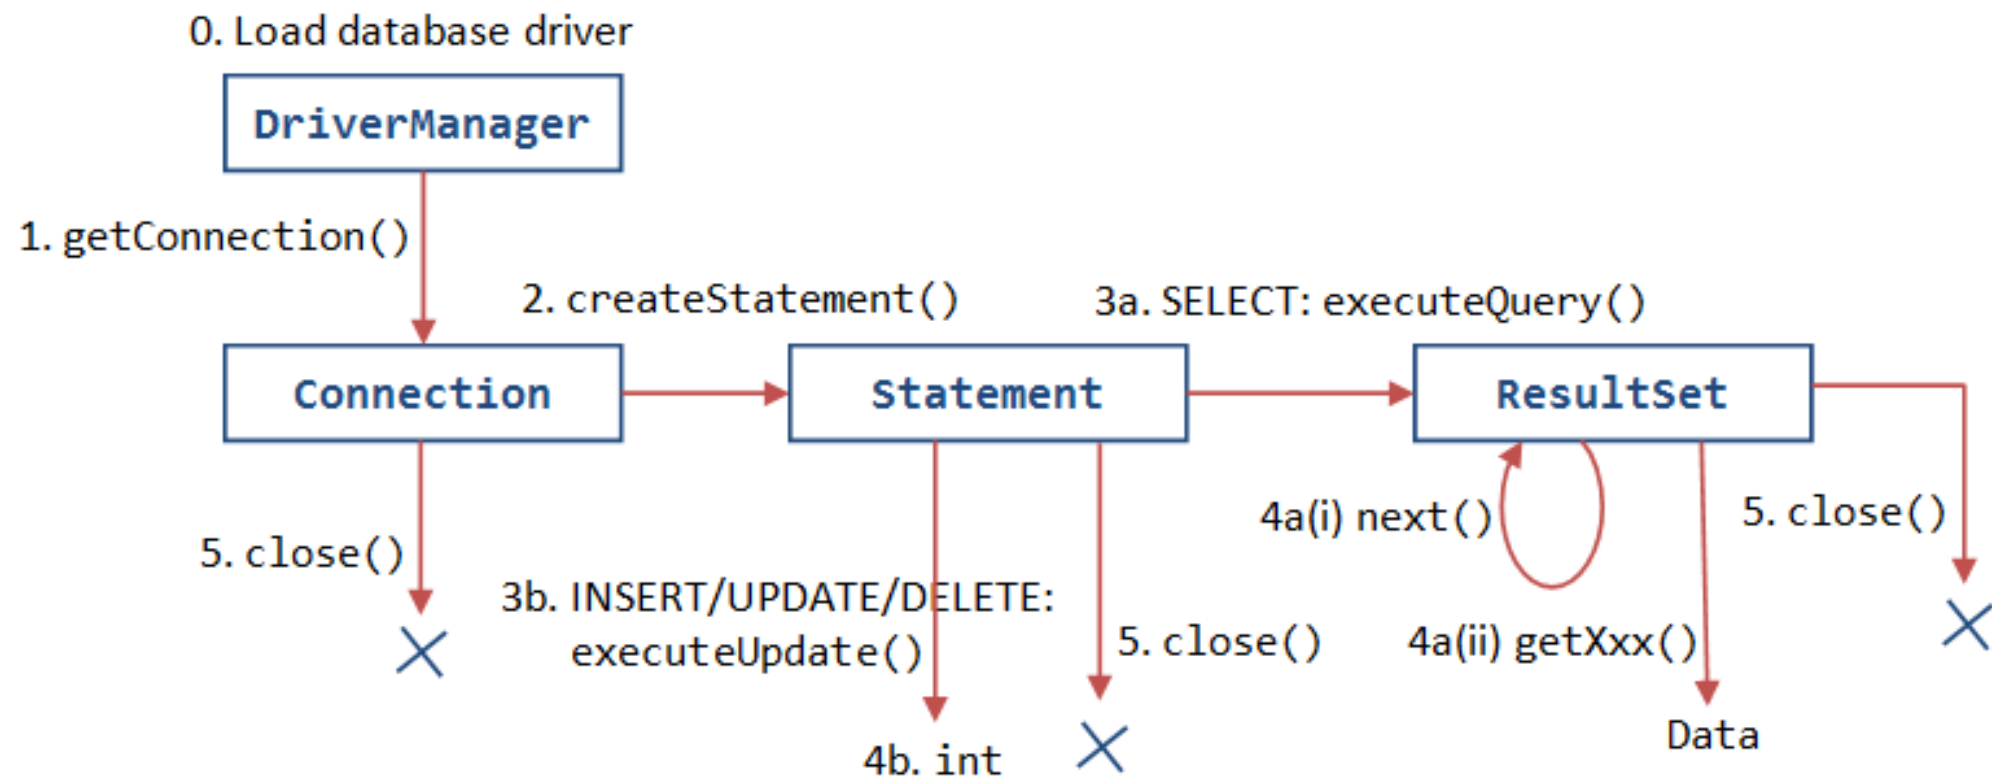 0. Load database driver
DriverManager
1. getConnection()
2. createStatement()
3a. SELECT: executeQuery()
Connection
Statement
ResultSet
5. close()
3b. INSERT/UPDATE/DELETE:
executeUpdate()
4b. int
5. close()
4a(i) next()
4a(ii) getXxx()
Data
5. close()